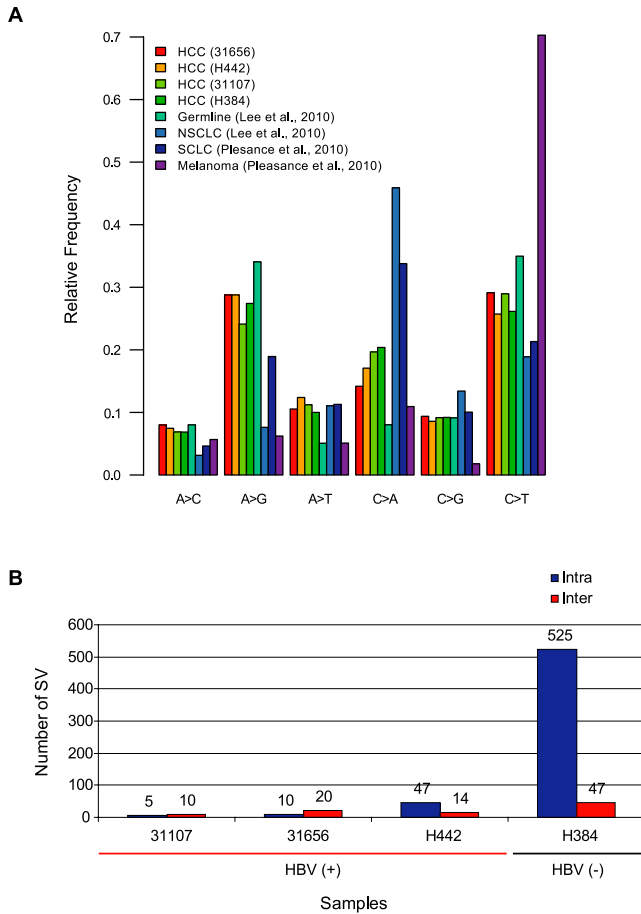 A
0.7
0.6
0.5
0.4
0.3
0.2
0.1
0.0
Relative Frequency
HCC (31656)
HCC (H442)
HCC (31107)
HCC (H384)
Germline (Lee et al., 2010)
NSCLC (Lee et al., 2010)
SCLC (Plesance et al., 2010)
Melanoma (Pleasance et al., 2010)
A>C
A>G
A>T
C>A
C>G
C>T
B
Intra
Inter
600
500
400
300
200
100
0
Number of SV
5
10
10
20
47
14
525
47
31107
31656
H442
H384
HBV (+)
HBV (-)
Samples